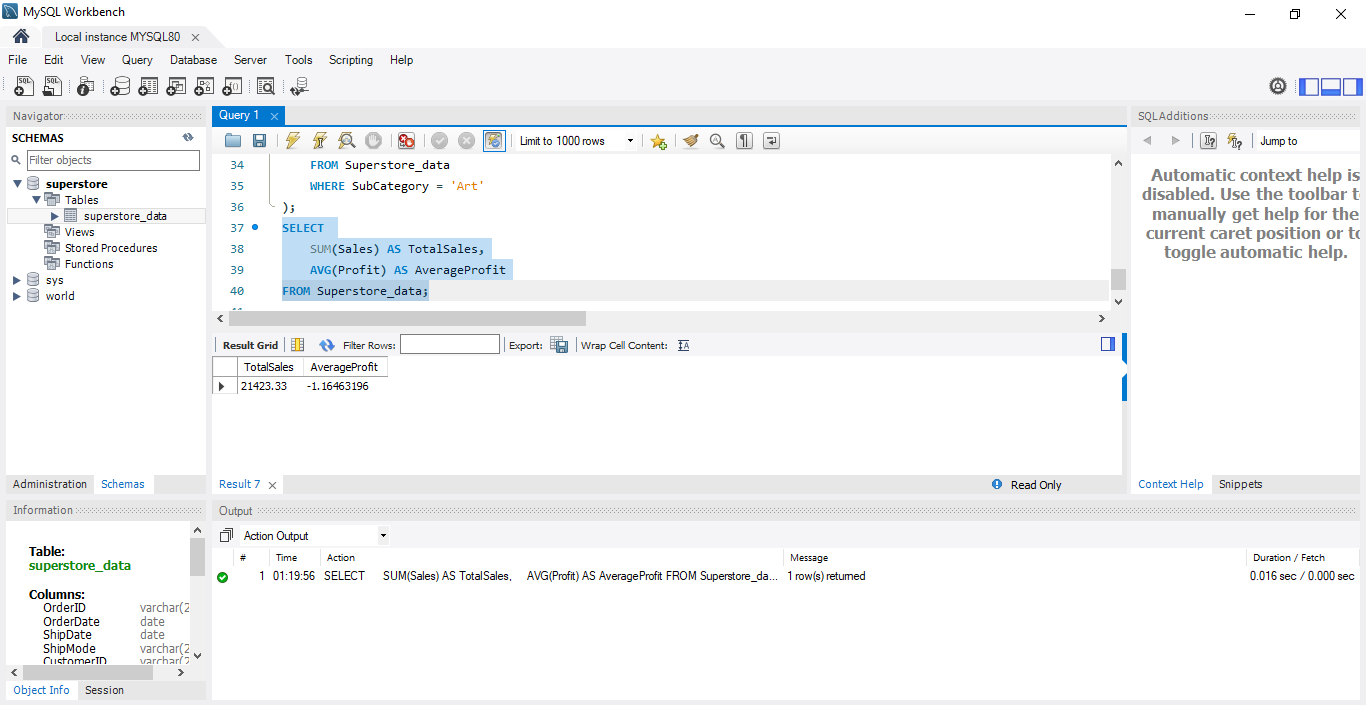 MySQL Workbench
Local instance MYSQL80
File Edit View Query Database Server Tools Scripting Help
Navigator
SCHEMAS
Filter objects
superstore
Tables
superstore_data
Views
Stored Procedures
Functions
sys
world
Administration Schemas
Query 1
Limit to 1000 rows
34 FROM Superstore_data
35 WHERE SubCategory = 'Art'
36 );
37 SELECT
38 SUM(Sales) AS TotalSales,
39 AVG(Profit) AS AverageProfit
40 FROM Superstore_data;
Result Grid Filter Rows: Export: Wrap Cell Content:
TotalSales AverageProfit
21423.33 -1.16463196
Result 7 Read Only
SQLAdditions
Jump to
Automatic context help is
disabled. Use the toolbar t
manually get help for the
current caret position or to
toggle automatic help.
Context Help Snippets
Information
Table:
superstore_data
Columns:
OrderID varchar(2
OrderDate date
ShipDate date
ShipMode varchar(2
CustomerID varchar(2
Object Info Session
Output
Action Output
# Time Action Message Duration / Fetch
1 01:19:56 SELECT SUM(Sales) AS TotalSales, AVG(Profit) AS AverageProfit FROM Superstore_da... 1 row(s) returned 0.016 sec / 0.000 sec